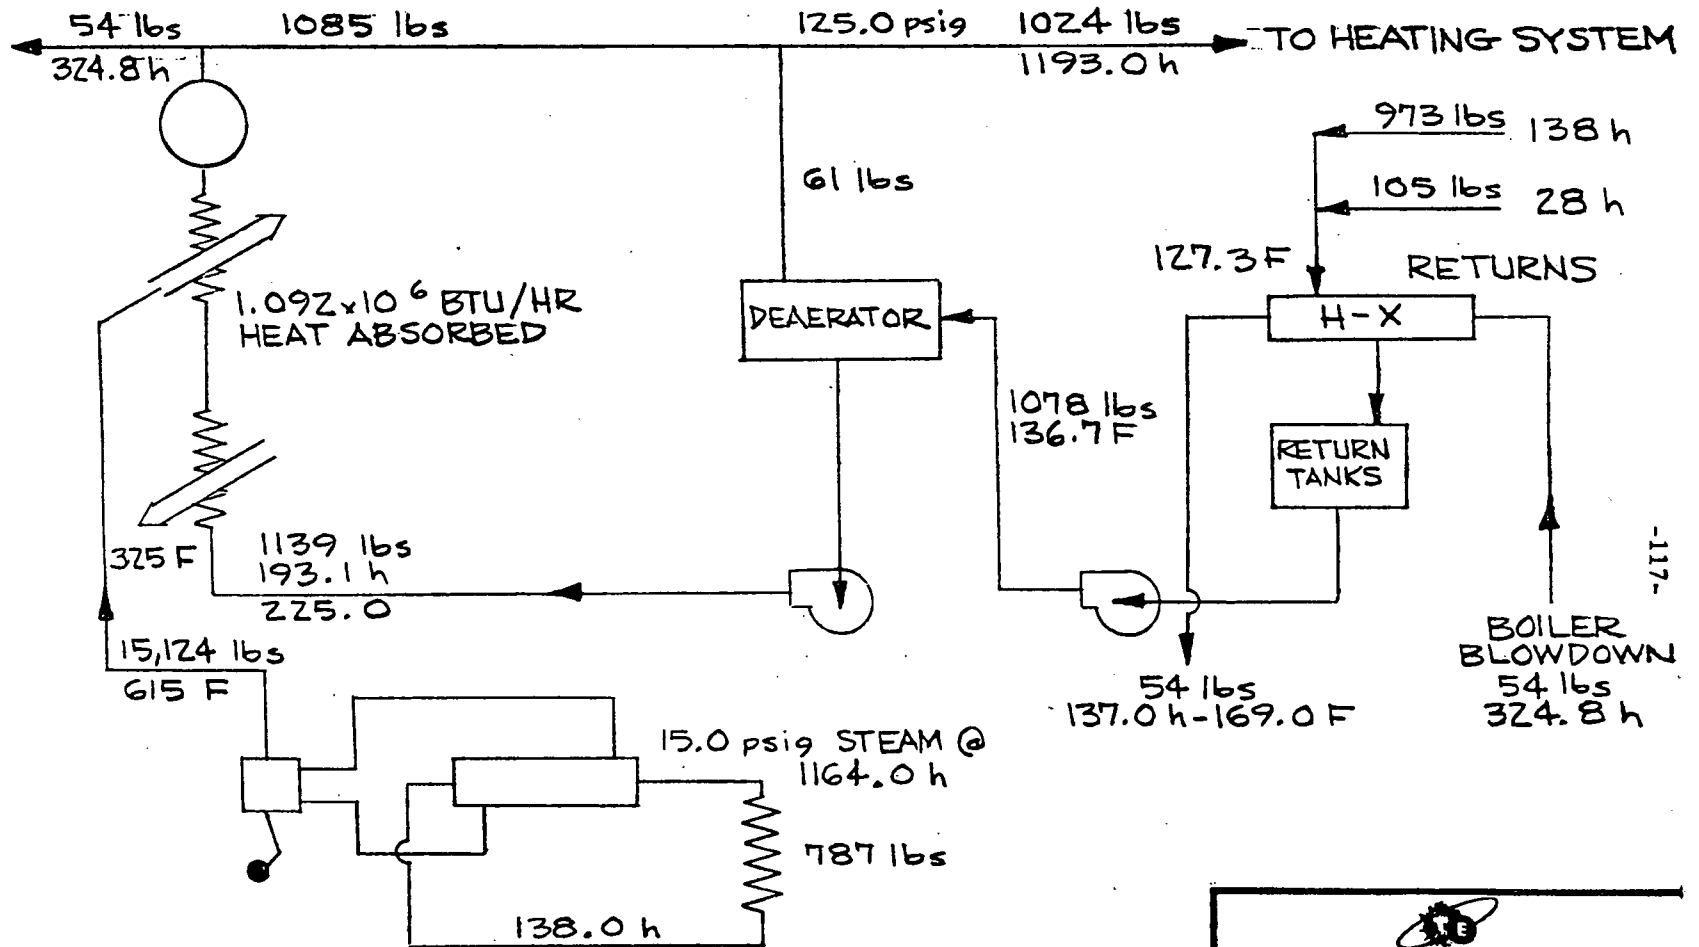 54 lbs
324.8 h
1085 lbs
125.0 psig
1024 lbs
1193.0 h
TO HEATING SYSTEM
973 lbs
138 h
105 lbs
28 h
61 lbs
127.3 F
RETURNS
1.092x10 6 BTU/HR
HEAT ABSORBED
DEAERATOR
H-X
1078 lbs
136.7 F
RETURN
TANKS
325 F
1139 lbs
193.1 h
225.0
-117-
15,124 lbs
615 F
54 lbs
137.0 h-169.0 F
BOILER
BLOWDOWN
54 lbs
324.8 h
15.0 psig STEAM @
1164.0 h
787 lbs
138.0 h